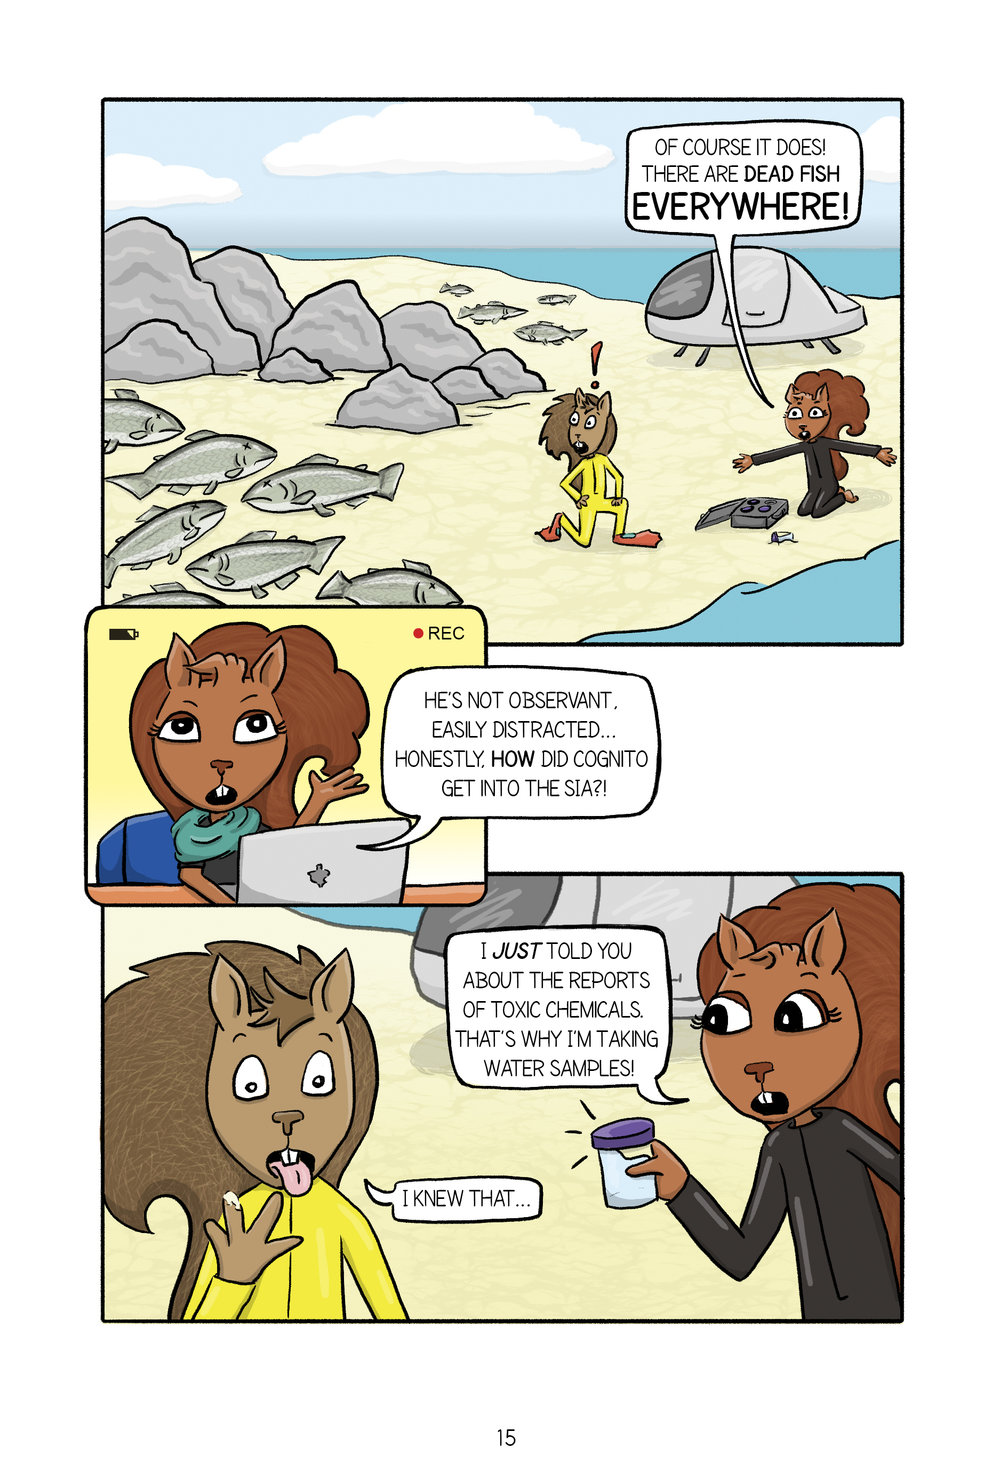 OF COURSE IT DOES!
THERE ARE DEAD FISH
EVERYWHERE!
!
REC
HE'S NOT OBSERVANT,
EASILY DISTRACTED...
HONESTLY, HOW DID COGNITO
GET INTO THE SIA?!
I JUST TOLD YOU
ABOUT THE REPORTS
OF TOXIC CHEMICALS.
THAT'S WHY I'M TAKING
WATER SAMPLES!
I KNEW THAT...
15